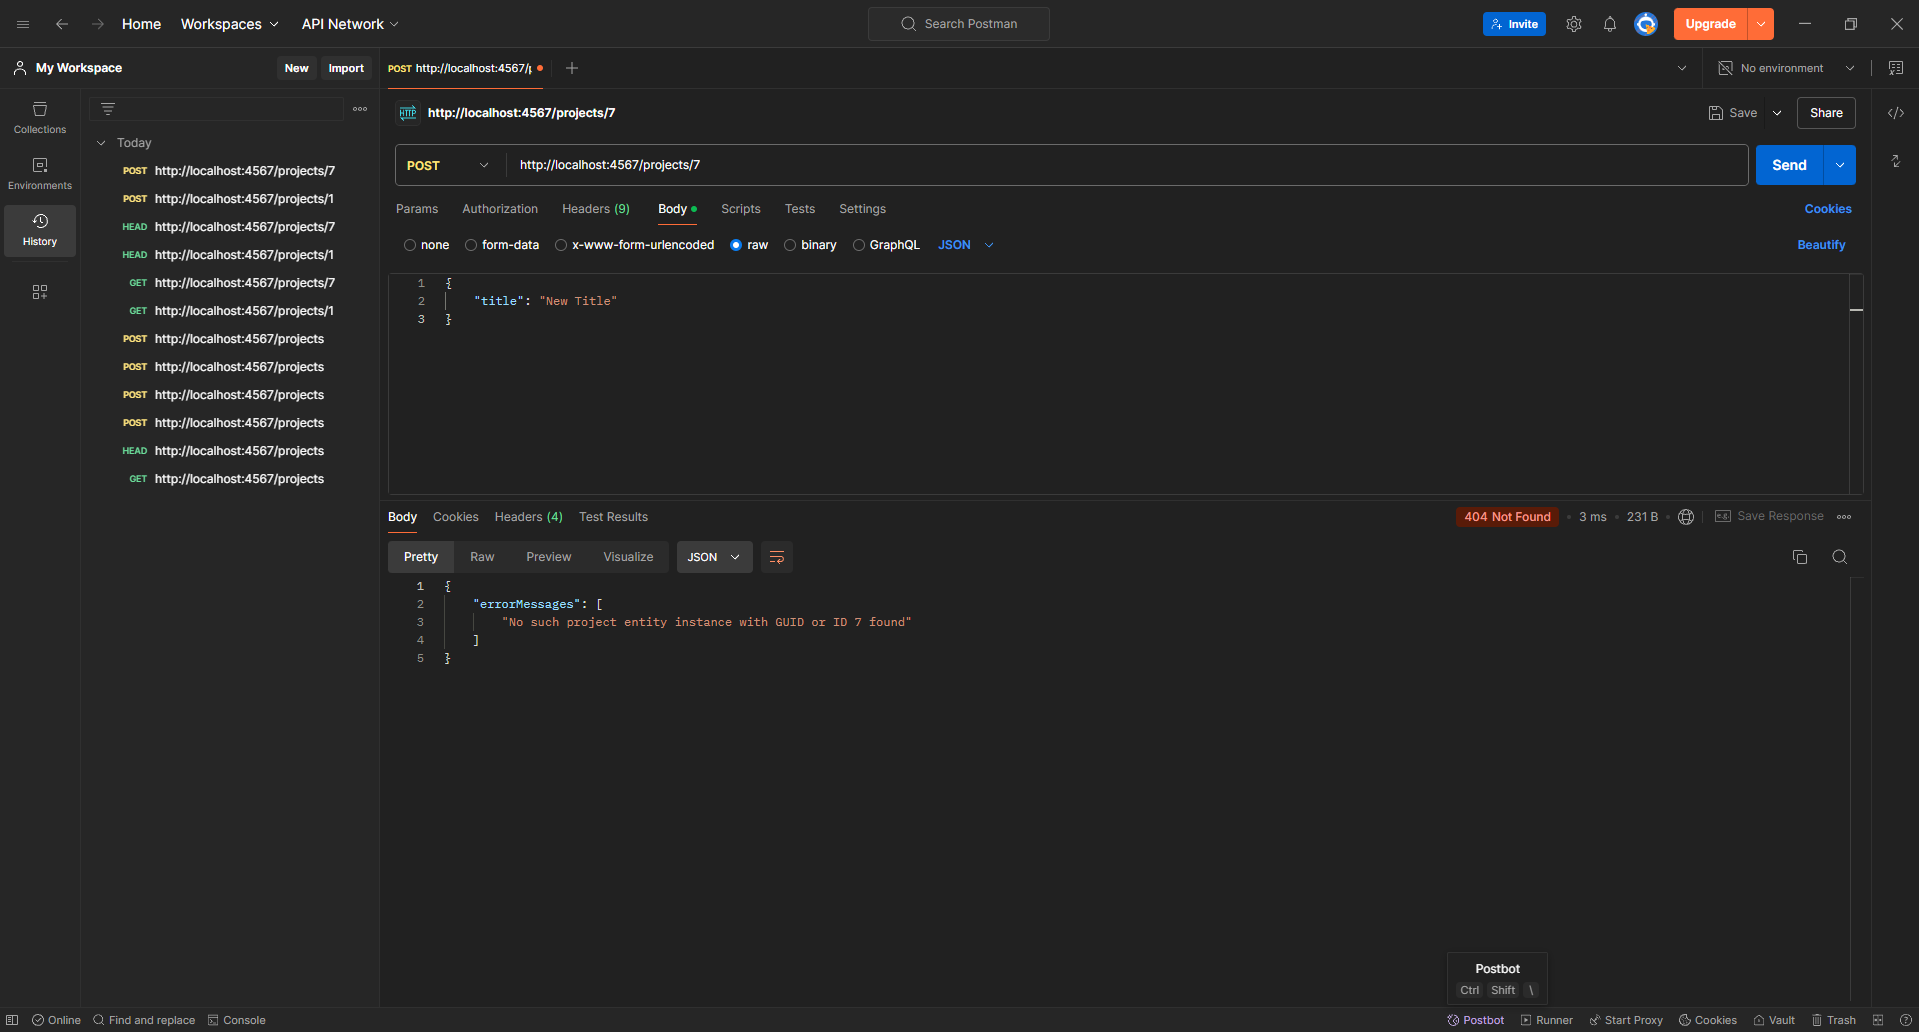 Home Workspaces API Network Search Postman Invite Upgrade
My Workspace New Import POST http://localhost:4567/p No environment
Collections
Environments
History
Today
POST http://localhost:4567/projects/7
POST http://localhost:4567/projects/1
HEAD http://localhost:4567/projects/7
HEAD http://localhost:4567/projects/1
GET http://localhost:4567/projects/7
GET http://localhost:4567/projects/1
POST http://localhost:4567/projects
POST http://localhost:4567/projects
POST http://localhost:4567/projects
POST http://localhost:4567/projects
HEAD http://localhost:4567/projects
GET http://localhost:4567/projects
HTTP http://localhost:4567/projects/7 Save Share
POST http://localhost:4567/projects/7 Send
Params Authorization Headers (9) Body Scripts Tests Settings Cookies
none form-data x-www-form-urlencoded raw binary GraphQL JSON Beautify
1 {
2 "title": "New Title"
3 }
Body Cookies Headers (4) Test Results 404 Not Found 3 ms 231 B e.g. Save Response
Pretty Raw Preview Visualize JSON
1 {
2 "errorMessages": [
3 "No such project entity instance with GUID or ID 7 found"
4 ]
5 }
Postbot
Ctrl Shift \
Online Find and replace Console Postbot Runner Start Proxy Cookies Vault Trash